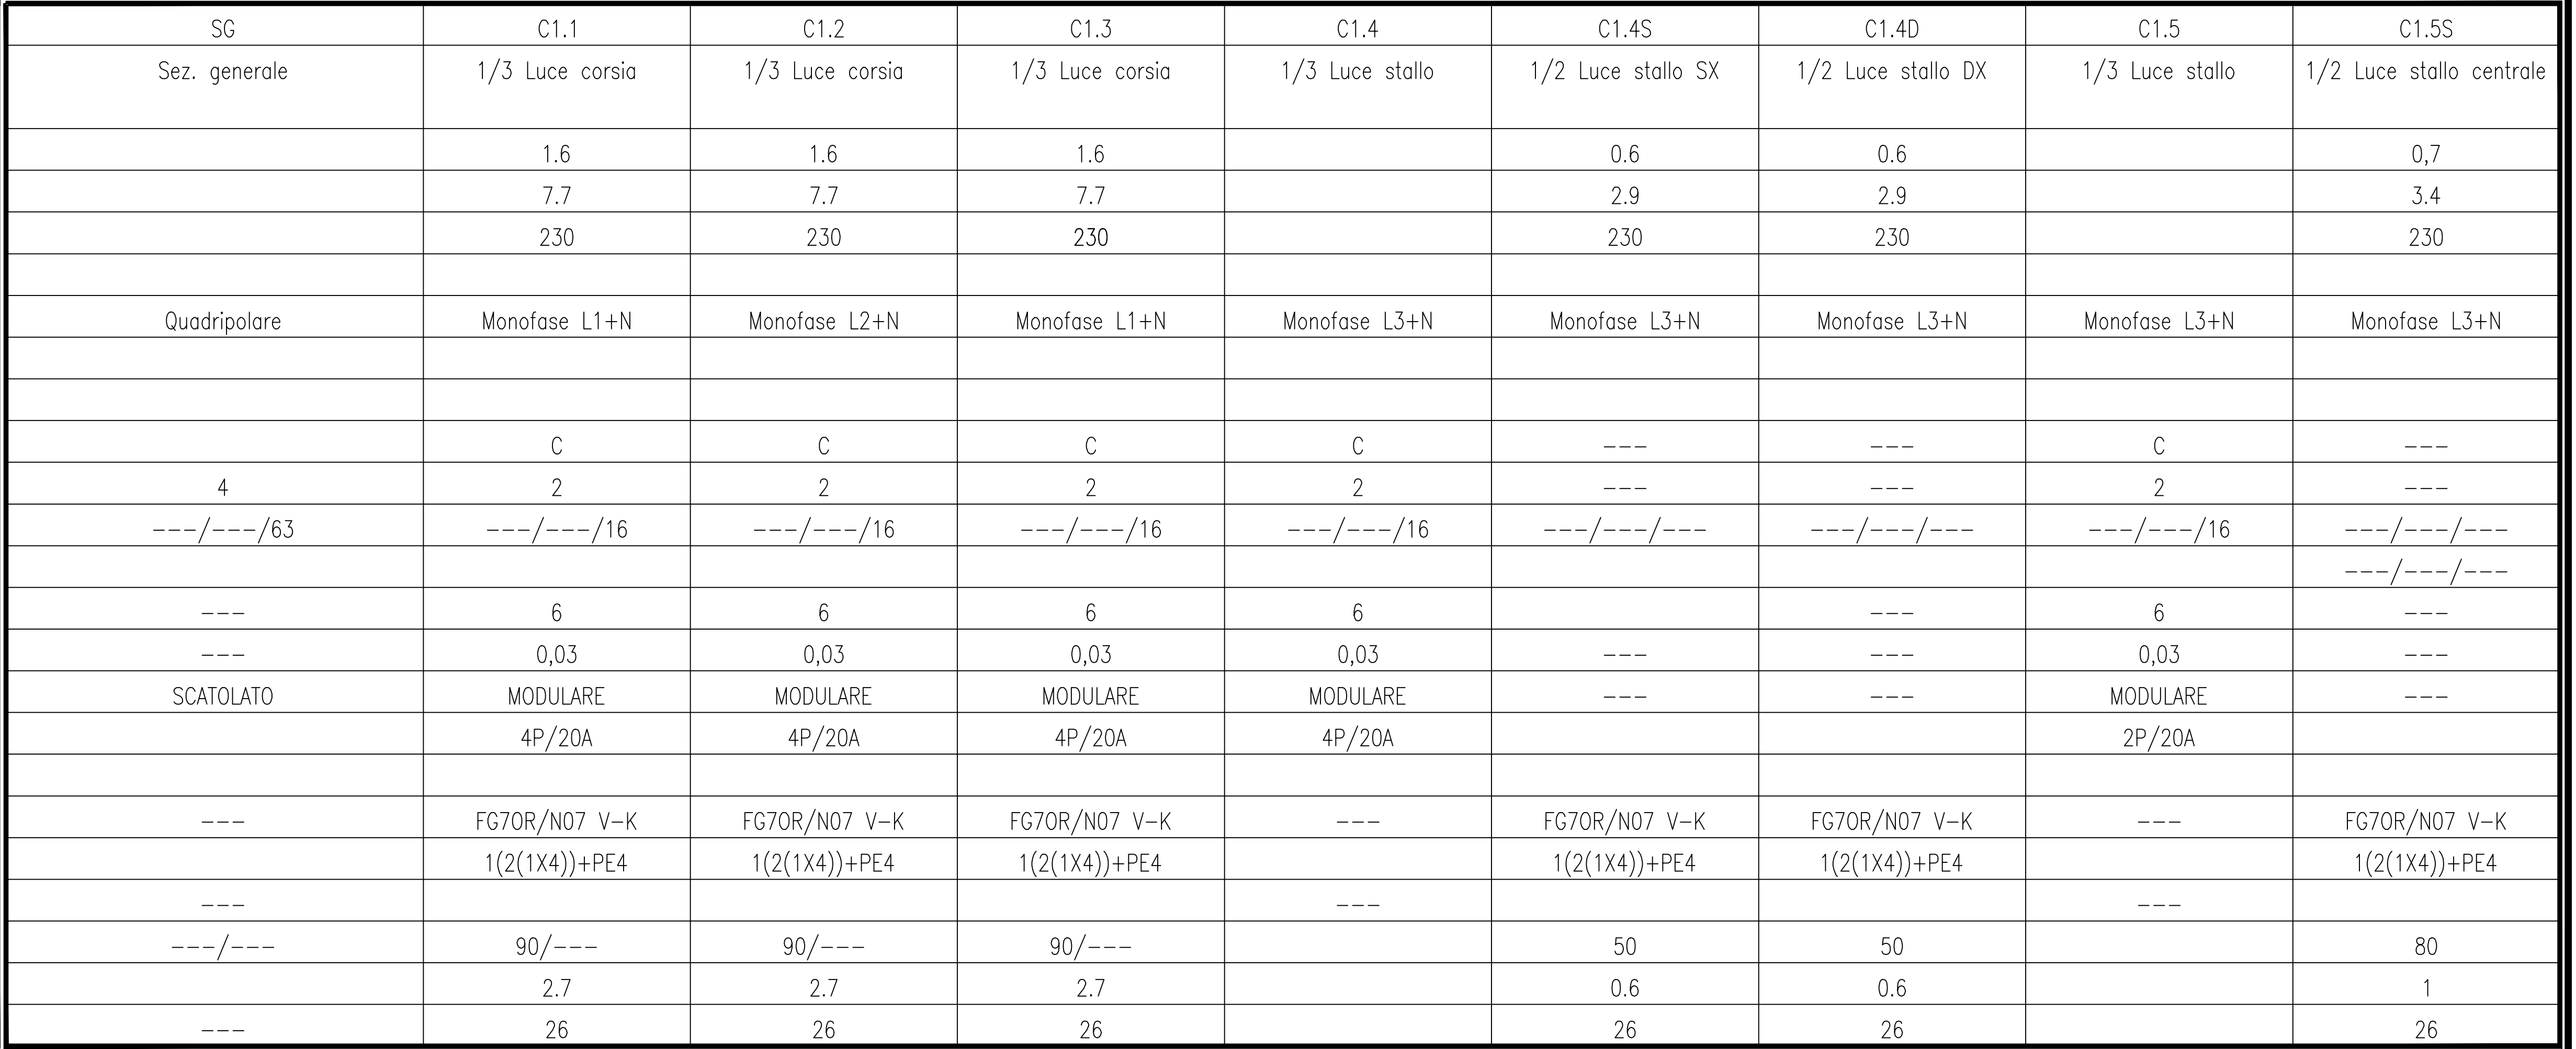 SG C1.1 C1.2 C1.3 C1.4 C1.4S C1.4D C1.5 C1.5S
Sez. generale 1/3 Luce corsia 1/3 Luce corsia 1/3 Luce corsia 1/3 Luce stallo 1/2 Luce stallo SX 1/2 Luce stallo DX 1/3 Luce stallo 1/2 Luce stallo centrale
1.6 1.6 1.6 0.6 0.6 0,7
7.7 7.7 7.7 2.9 2.9 3.4
230 230 230 230 230 230
Quadripolare Monofase L1+N Monofase L2+N Monofase L1+N Monofase L3+N Monofase L3+N Monofase L3+N Monofase L3+N Monofase L3+N
C C C C --- --- C ---
4 2 2 2 2 --- --- 2 ---
---/---/63 ---/---/16 ---/---/16 ---/---/16 ---/---/16 ---/---/--- ---/---/--- ---/---/16 ---/---/---
---/---/---
--- 6 6 6 6 --- 6 ---
--- 0,03 0,03 0,03 0,03 --- --- 0,03 ---
SCATOLATO MODULARE MODULARE MODULARE MODULARE --- --- MODULARE ---
4P/20A 4P/20A 4P/20A 4P/20A 2P/20A
--- FG7OR/N07 V-K FG7OR/N07 V-K FG7OR/N07 V-K --- FG7OR/N07 V-K FG7OR/N07 V-K --- FG7OR/N07 V-K
1(2(1X4))+PE4 1(2(1X4))+PE4 1(2(1X4))+PE4 1(2(1X4))+PE4 1(2(1X4))+PE4 1(2(1X4))+PE4
--- --- ---
---/--- 90/--- 90/--- 90/--- 50 50 80
2.7 2.7 2.7 0.6 0.6 1
--- 26 26 26 26 26 26